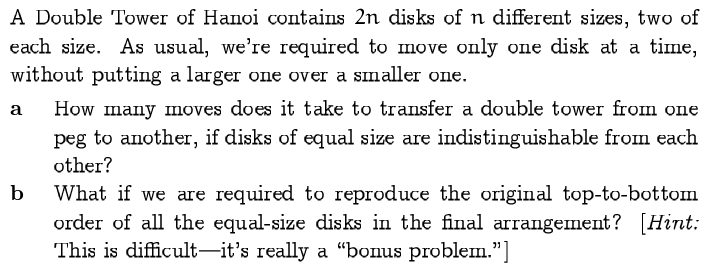 A Double Tower of Hanoi contains 2n disks of n different sizes, two of
each size. As usual, we're required to move only one disk at a time,
without putting a larger one over a smaller one.
a How many moves does it take to transfer a double tower from one
peg to another, if disks of equal size are indistinguishable from each
other?
b What if we are required to reproduce the original top-to-bottom
order of all the equal-size disks in the final arrangement? [Hint:
This is difficult—it's really a “bonus problem.”]